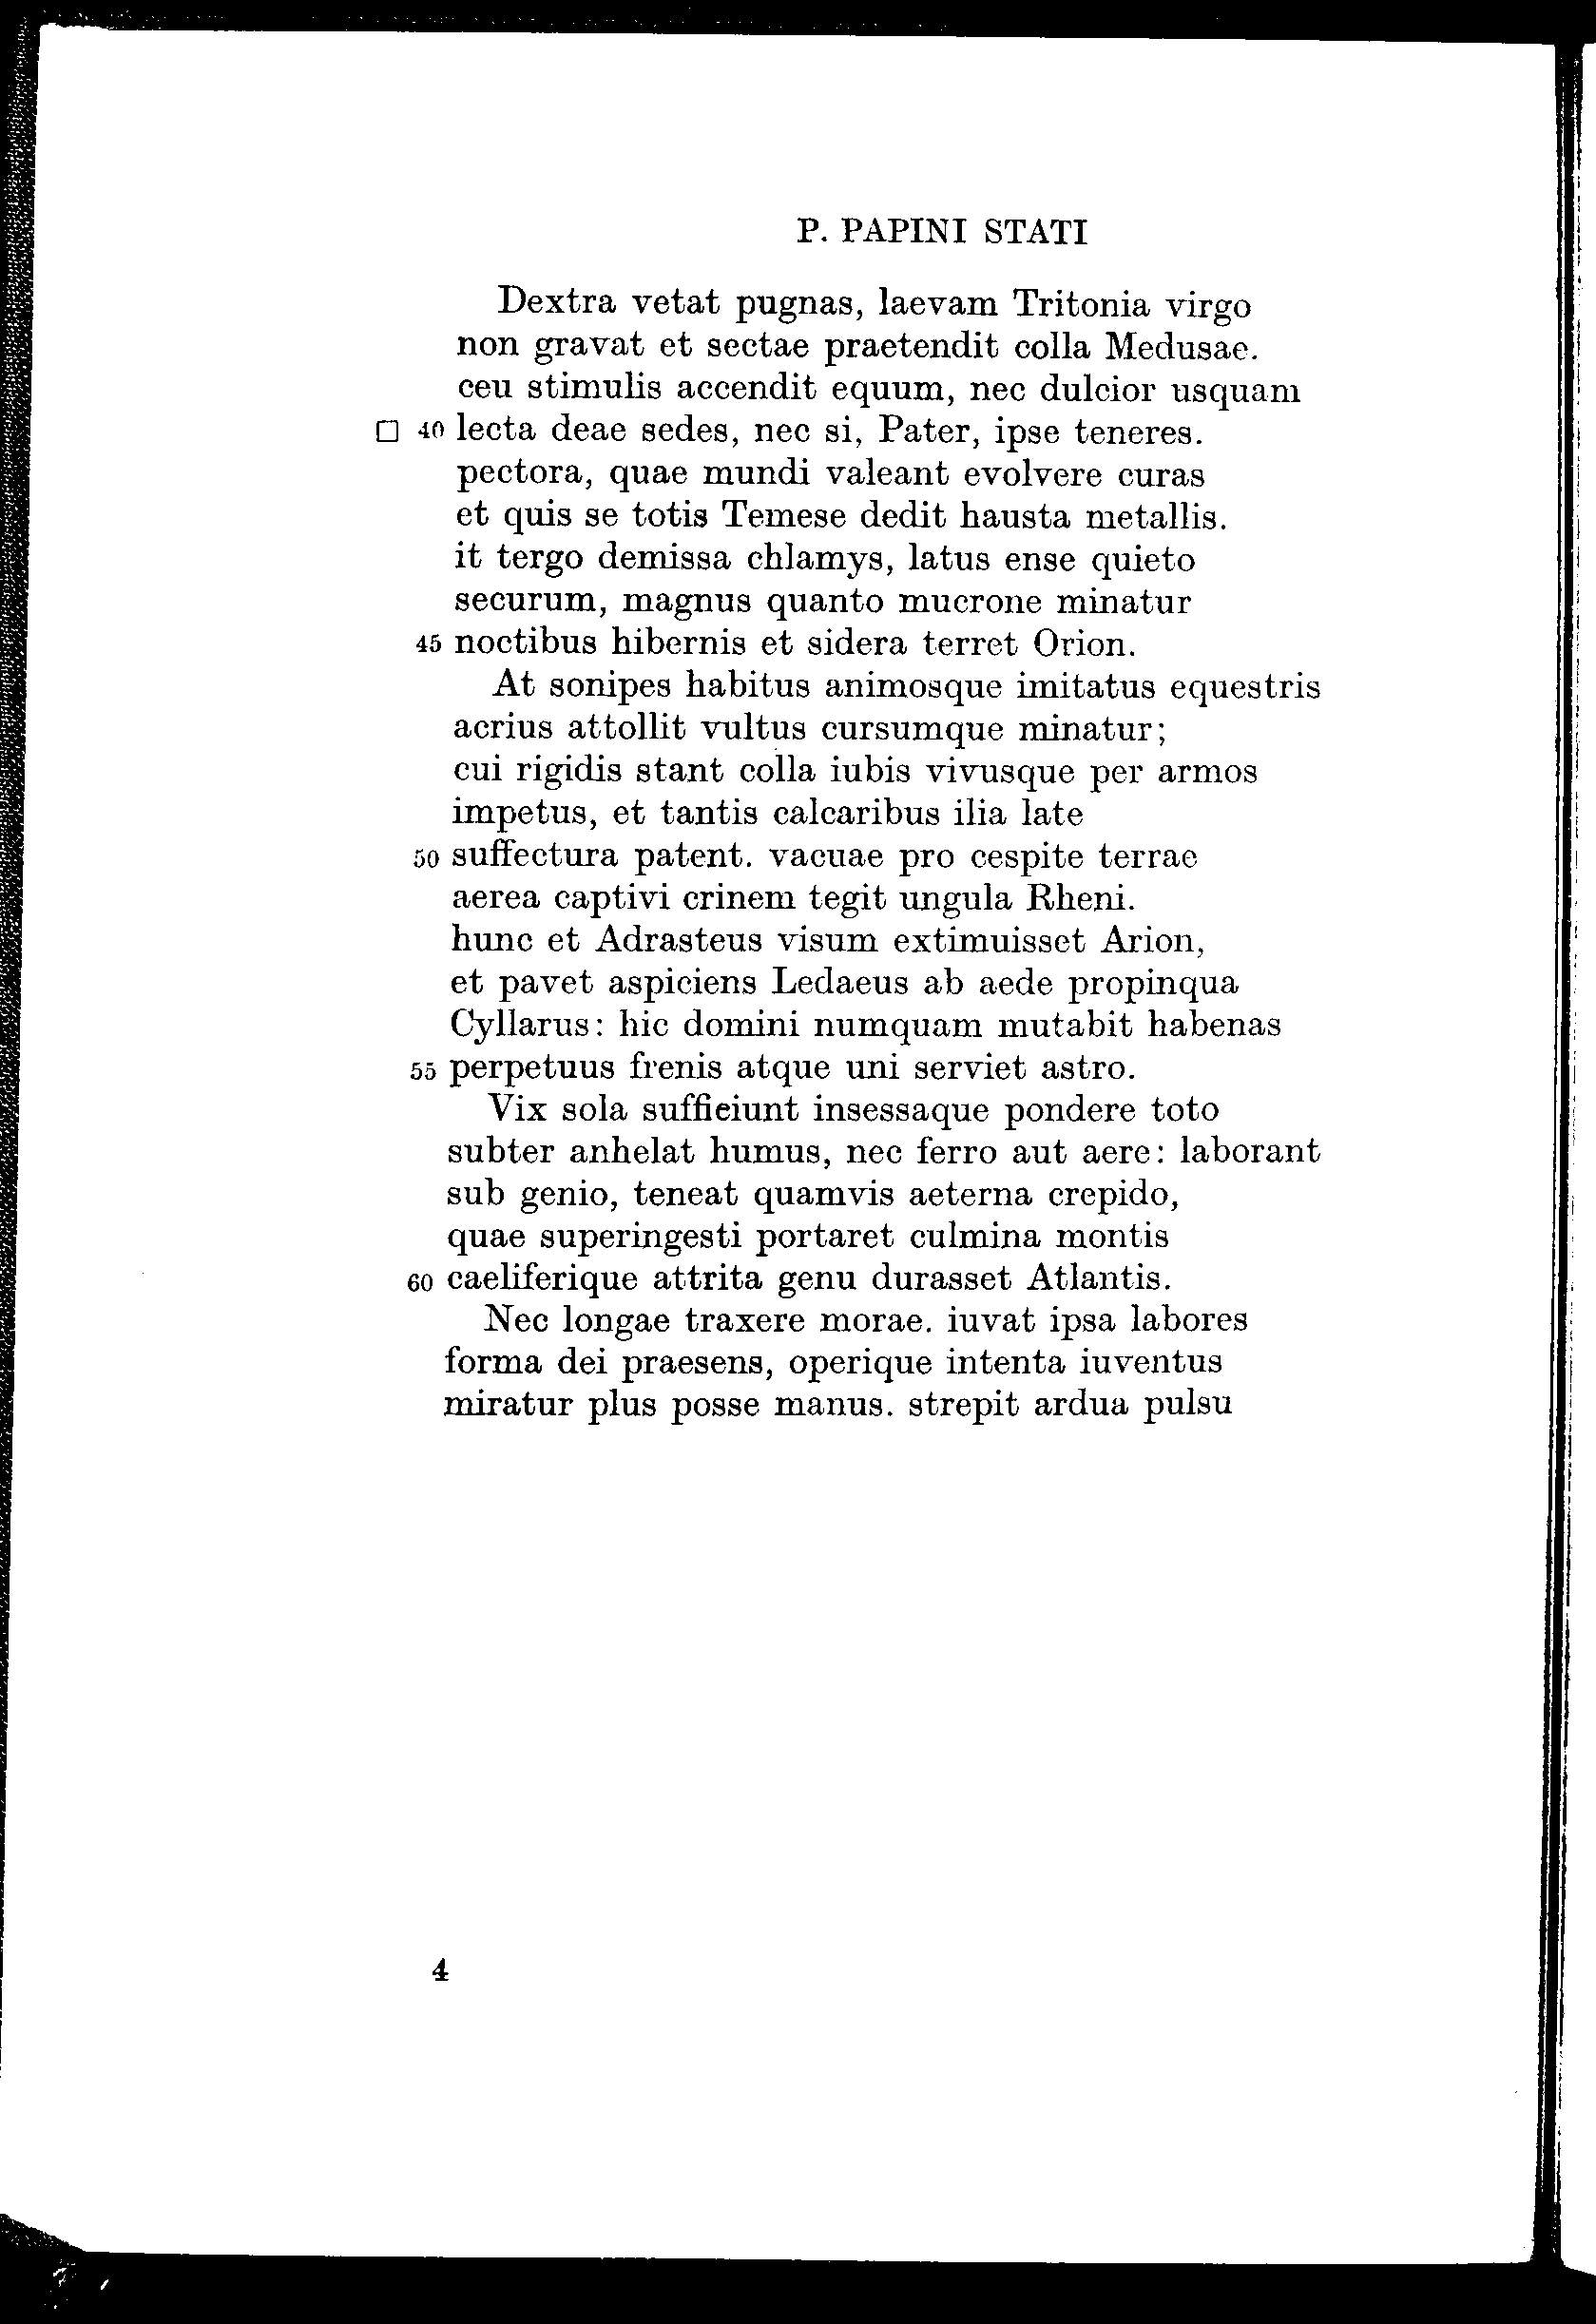 P. PAPINI STATI
Dextra vetat pugnas, laevam Tritonia virgo
non gravat et sectae praetendit colla Medusae.
ceu stimulis accendit equum, nec dulcior usquam
□ 40 lecta deae sedes, nec si, Pater, ipse teneres.
pectora, quae mundi valeant evolvere curas
et quis se totis Temese dedit hausta metallis.
it tergo demissa chlamys, latus ense quieto
securum, magnus quanto mucrone minatur
45 noctibus hibernis et sidera terret Orion.
At sonipes habitus animosque imitatus equestris
acrius attollit vultus cursumque minatur;
cui rigidis stant colla iubis vivusque per armos
impetus, et tantis calcaribus ilia late
50 suffectura patent. vacuae pro cespite terrae
aerea captivi crinem tegit ungula Rheni.
hunc et Adrasteus visum extimuisset Arion,
et pavet aspiciens Ledaeus ab aede propinqua
Cyllarus: hic domini numquam mutabit habenas
55 perpetuus frenis atque uni serviet astro.
Vix sola sufficiunt insessaque pondere toto
subter anhelat humus, nec ferro aut aere: laborant
sub genio, teneat quamvis aeterna crepido,
quae superingesti portaret culmina montis
60 caeliferique attrita genu durasset Atlantis.
Nec longae traxere morae. iuvat ipsa labores
forma dei praesens, operique intenta iuventus
miratur plus posse manus. strepit ardua pulsu
4